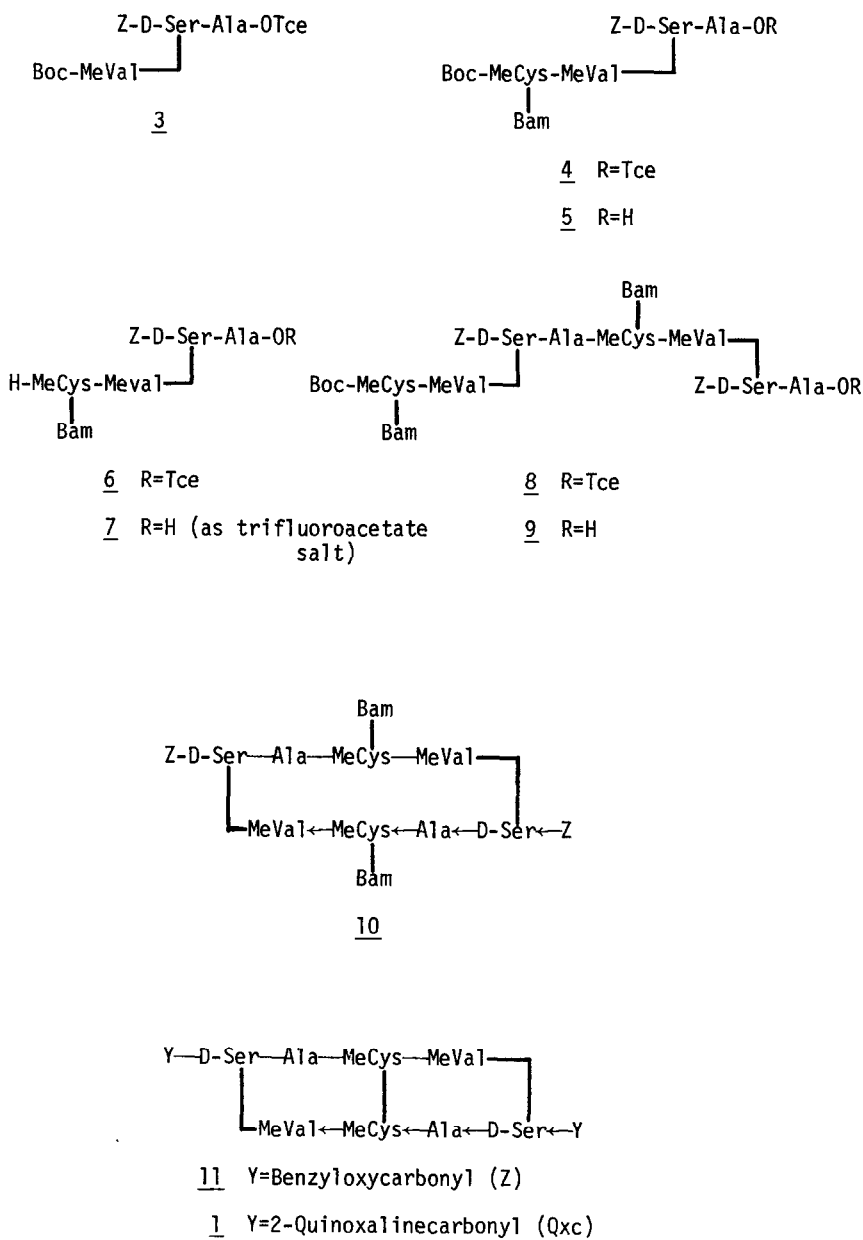 Z-D-Ser-Ala-OTce
Boc-MeVal
3
Z-D-Ser-Ala-OR
Boc-MeCys-MeVal
Bam
4 R=Tce
5 R=H
Z-D-Ser-Ala-OR
H-MeCys-Meval
Bam
6 R=Tce
7 R=H (as trifluoroacetate
salt)
Bam
Z-D-Ser-Ala-MeCys-MeVal
Boc-MeCys-MeVal
Z-D-Ser-Ala-OR
Bam
8 R=Tce
9 R=H
Bam
Z-D-Ser—Ala—MeCys—MeVal
MeVal←MeCys←Ala←D-Ser←Z
Bam
10
Y—D-Ser—Ala—MeCys—MeVal
MeVal←MeCys←Ala←D-Ser←Y
11 Y=Benzyloxycarbonyl (Z)
1 Y=2-Quinoxalinecarbonyl (Qxc)